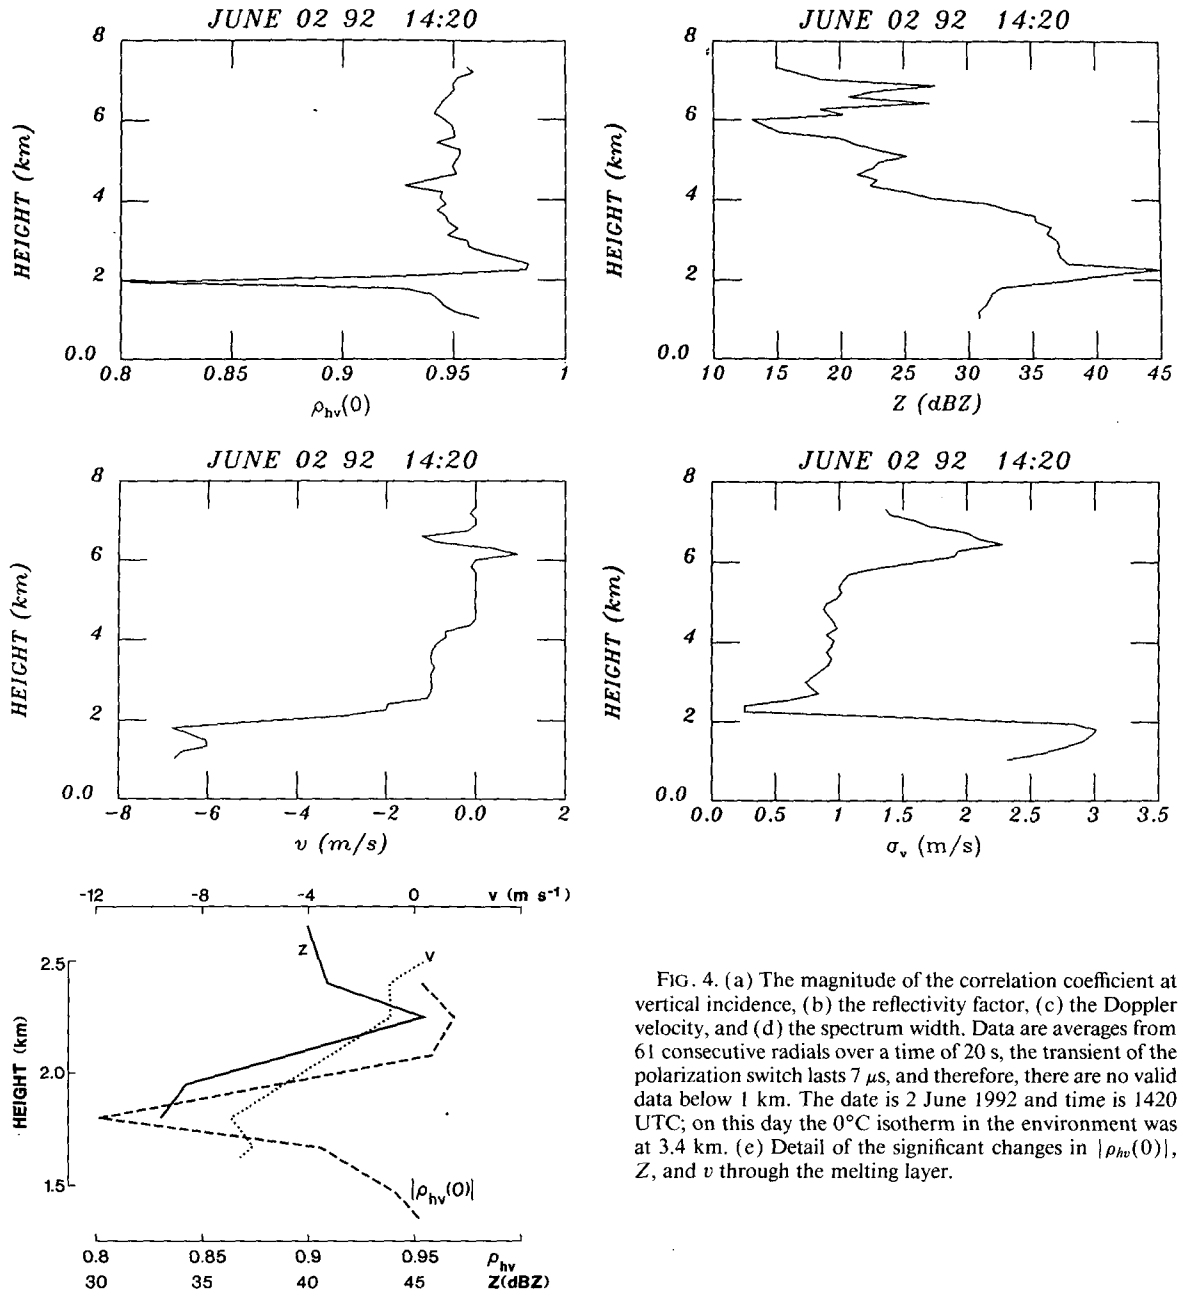 JUNE 02 92 14:20
8
6
4
2
0.0
HEIGHT (km)
0.8 0.85 0.9 0.95 1
ρhv(0)
JUNE 02 92 14:20
8
6
4
2
0.0
HEIGHT (km)
10 15 20 25 30 35 40 45
Z (dBZ)
JUNE 02 92 14:20
8
6
4
2
0.0
HEIGHT (km)
−8 −6 −4 −2 0.0 2
v (m/s)
JUNE 02 92 14:20
8
6
4
2
0.0
HEIGHT (km)
0.0 0.5 1 1.5 2 2.5 3 3.5
σv (m/s)
-12 -8 -4 0 v (m s⁻¹)
Z
v
2.5
2.0
1.5
HEIGHT (km)
|ρhv(0)|
0.8 0.85 0.9 0.95 ρhv
30 35 40 45 Z(dBZ)
FIG. 4. (a) The magnitude of the correlation coefficient at
vertical incidence, (b) the reflectivity factor, (c) the Doppler
velocity, and (d) the spectrum width. Data are averages from
61 consecutive radials over a time of 20 s, the transient of the
polarization switch lasts 7 μs, and therefore, there are no valid
data below 1 km. The date is 2 June 1992 and time is 1420
UTC; on this day the 0°C isotherm in the environment was
at 3.4 km. (e) Detail of the significant changes in |ρhv(0)|,
Z, and v through the melting layer.